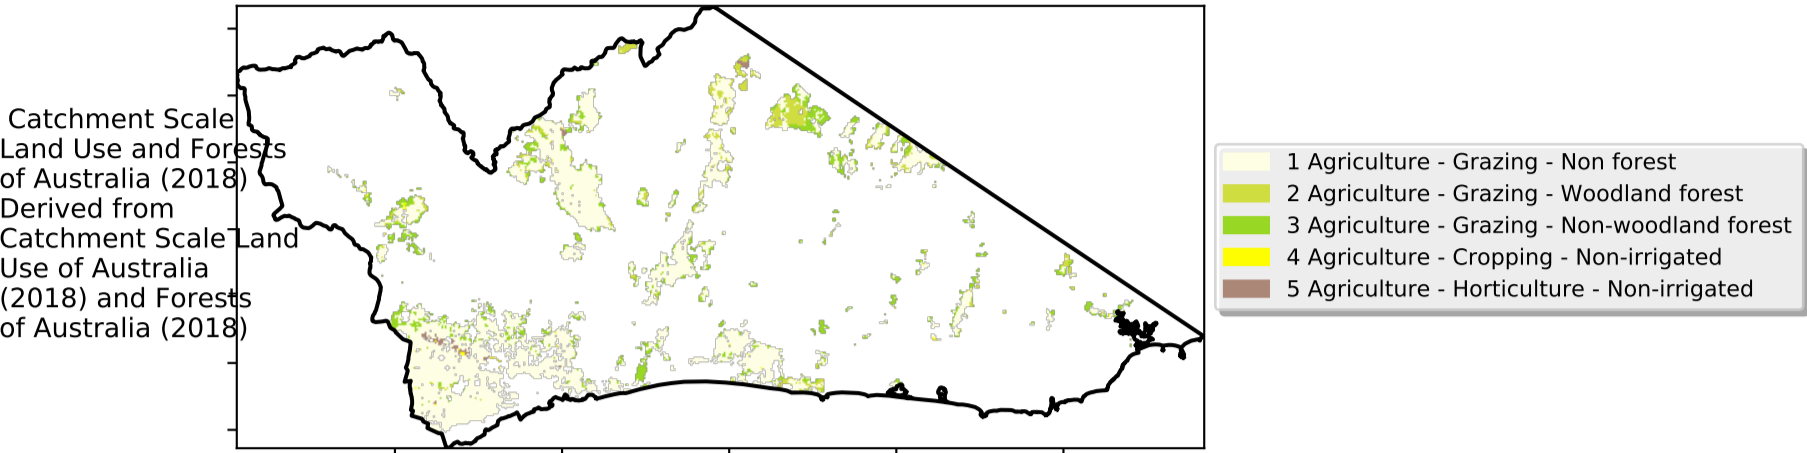 Catchment Scale
Land Use and Forests
of Australia (2018)
Derived from
Catchment Scale Land
Use of Australia
(2018) and Forests
of Australia (2018)
1 Agriculture - Grazing - Non forest
2 Agriculture - Grazing - Woodland forest
3 Agriculture - Grazing - Non-woodland forest
4 Agriculture - Cropping - Non-irrigated
5 Agriculture - Horticulture - Non-irrigated